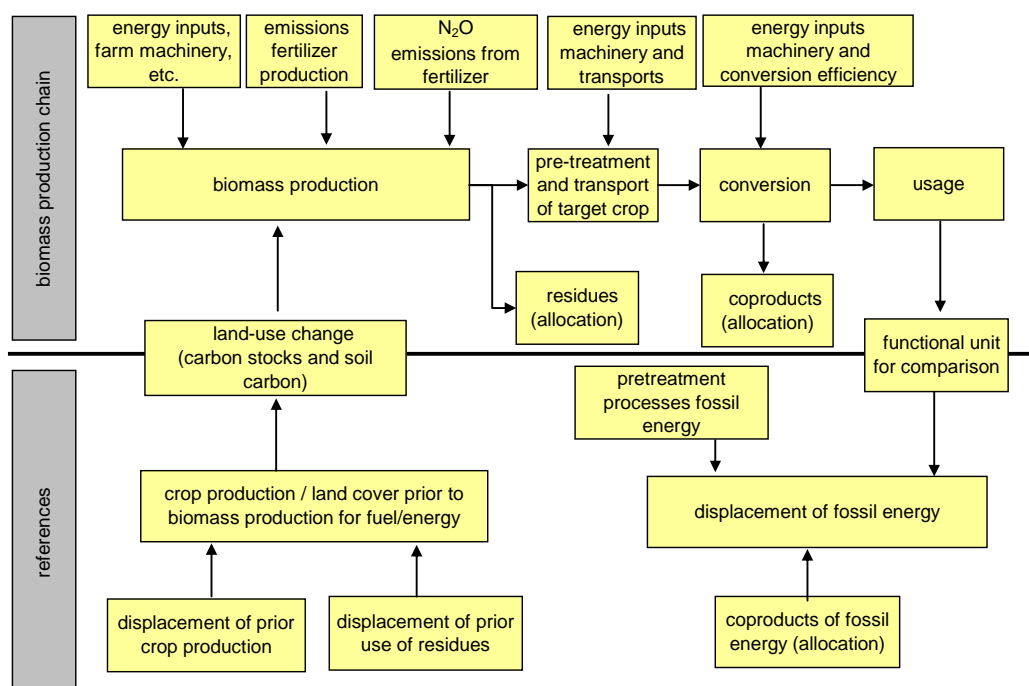 biomass production chain
energy inputs,
farm machinery,
etc.
emissions
fertilizer
production
N₂O
emissions from
fertilizer
energy inputs
machinery and
transports
energy inputs
machinery and
conversion efficiency
biomass production
pre-treatment
and transport
of target crop
conversion
usage
residues
(allocation)
coproducts
(allocation)
land-use change
(carbon stocks and soil
carbon)
functional unit
for comparison
references
pretreatment
processes fossil
energy
crop production / land cover prior to
biomass production for fuel/energy
displacement of fossil energy
displacement of prior
crop production
displacement of prior
use of residues
coproducts of fossil
energy (allocation)